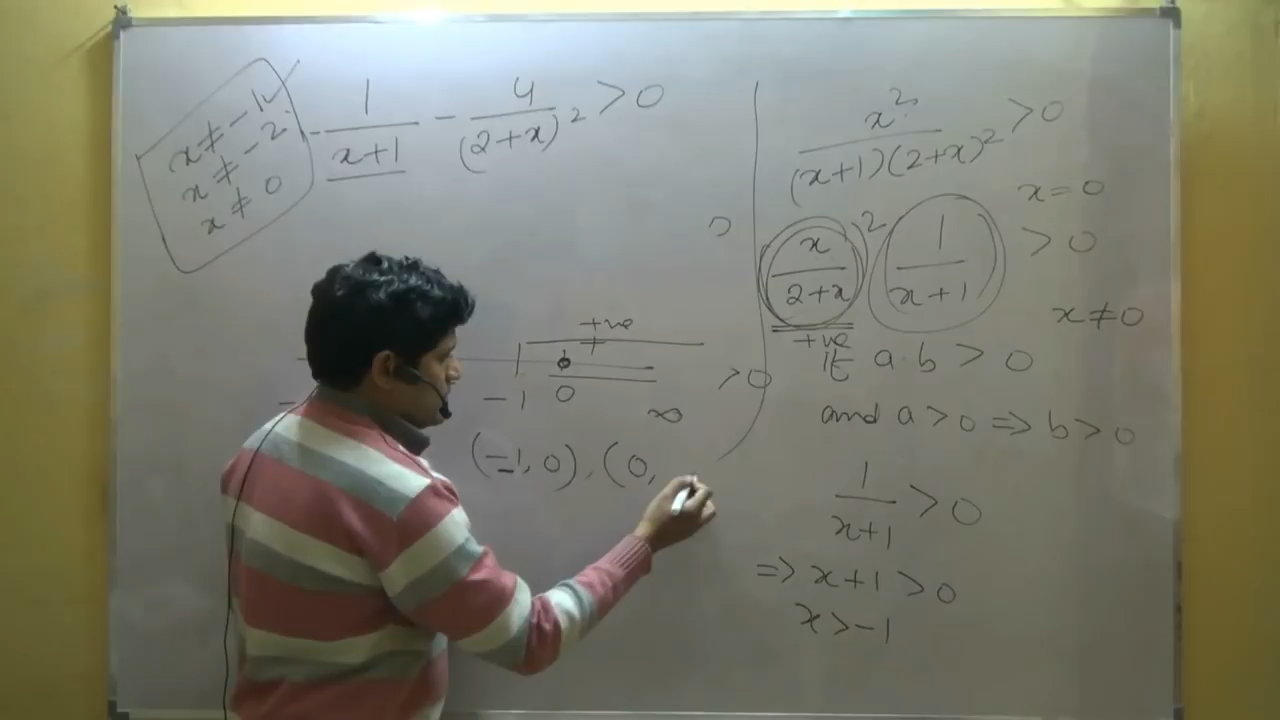 x ≠ -1
x ≠ -2
x ≠ 0
- 1/(x+1) - 4/(2+x)² > 0
+ve
-1 0 ∞
> 0
(-1, 0), (0,
x²/((x+1)(2+x)²) > 0
x = 0
(x/(2+x))² (1/(x+1)) > 0
x ≠ 0
+ve
If a·b > 0
and a > 0 ⇒ b > 0
1/(x+1) > 0
⇒ x+1 > 0
x > -1